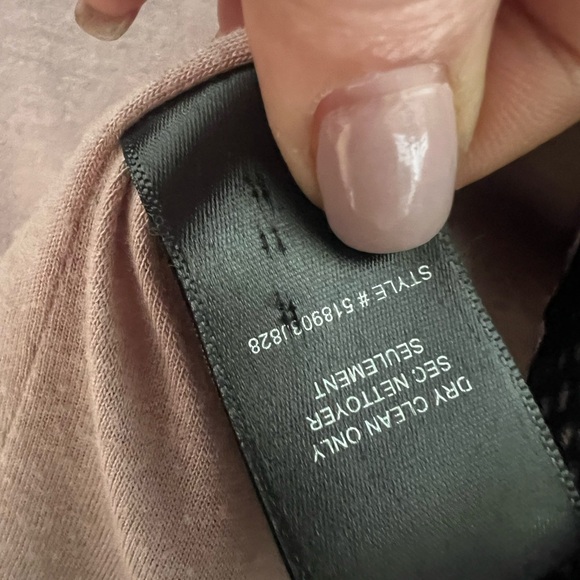 DRY CLEAN ONLY
SEC NETTOYER
SEULEMENT
STYLE # 518903J828